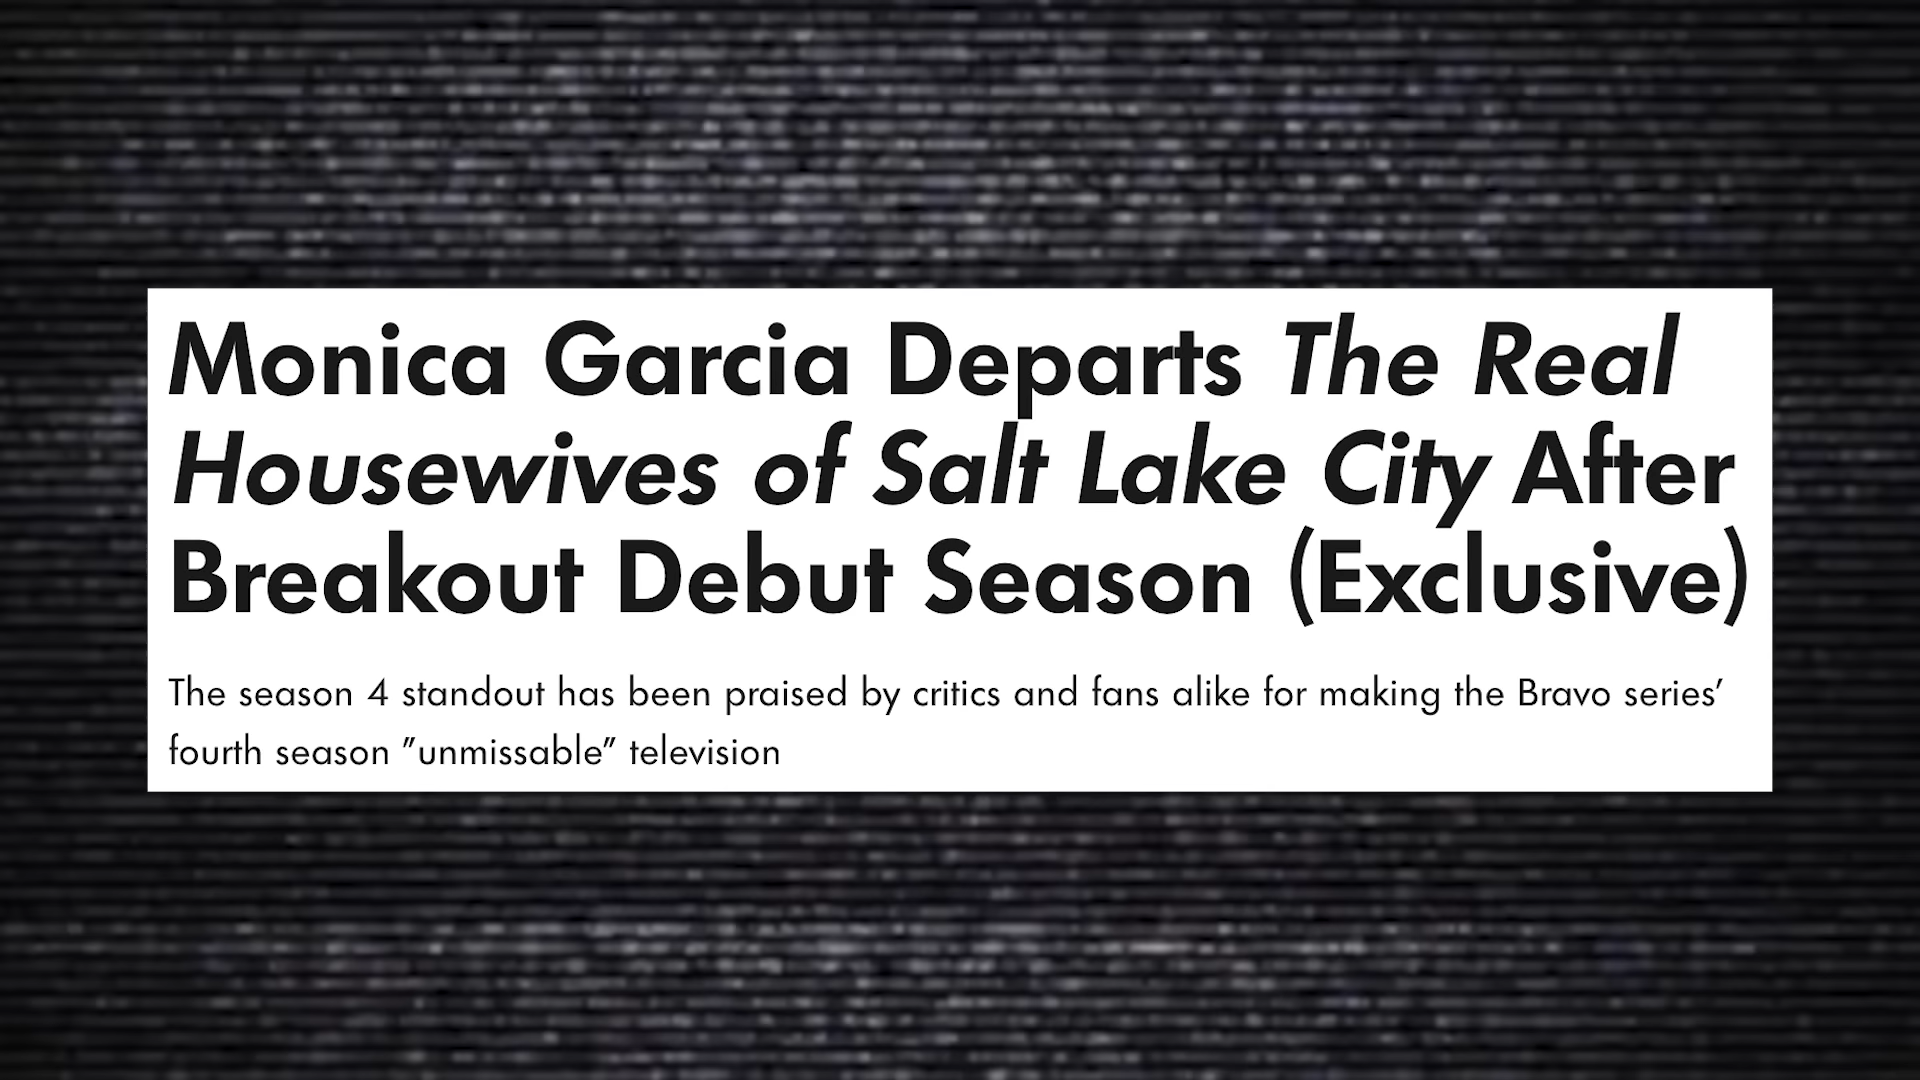 Monica Garcia Departs The Real
Housewives of Salt Lake City After
Breakout Debut Season (Exclusive)
The season 4 standout has been praised by critics and fans alike for making the Bravo series’
fourth season ”unmissable” television